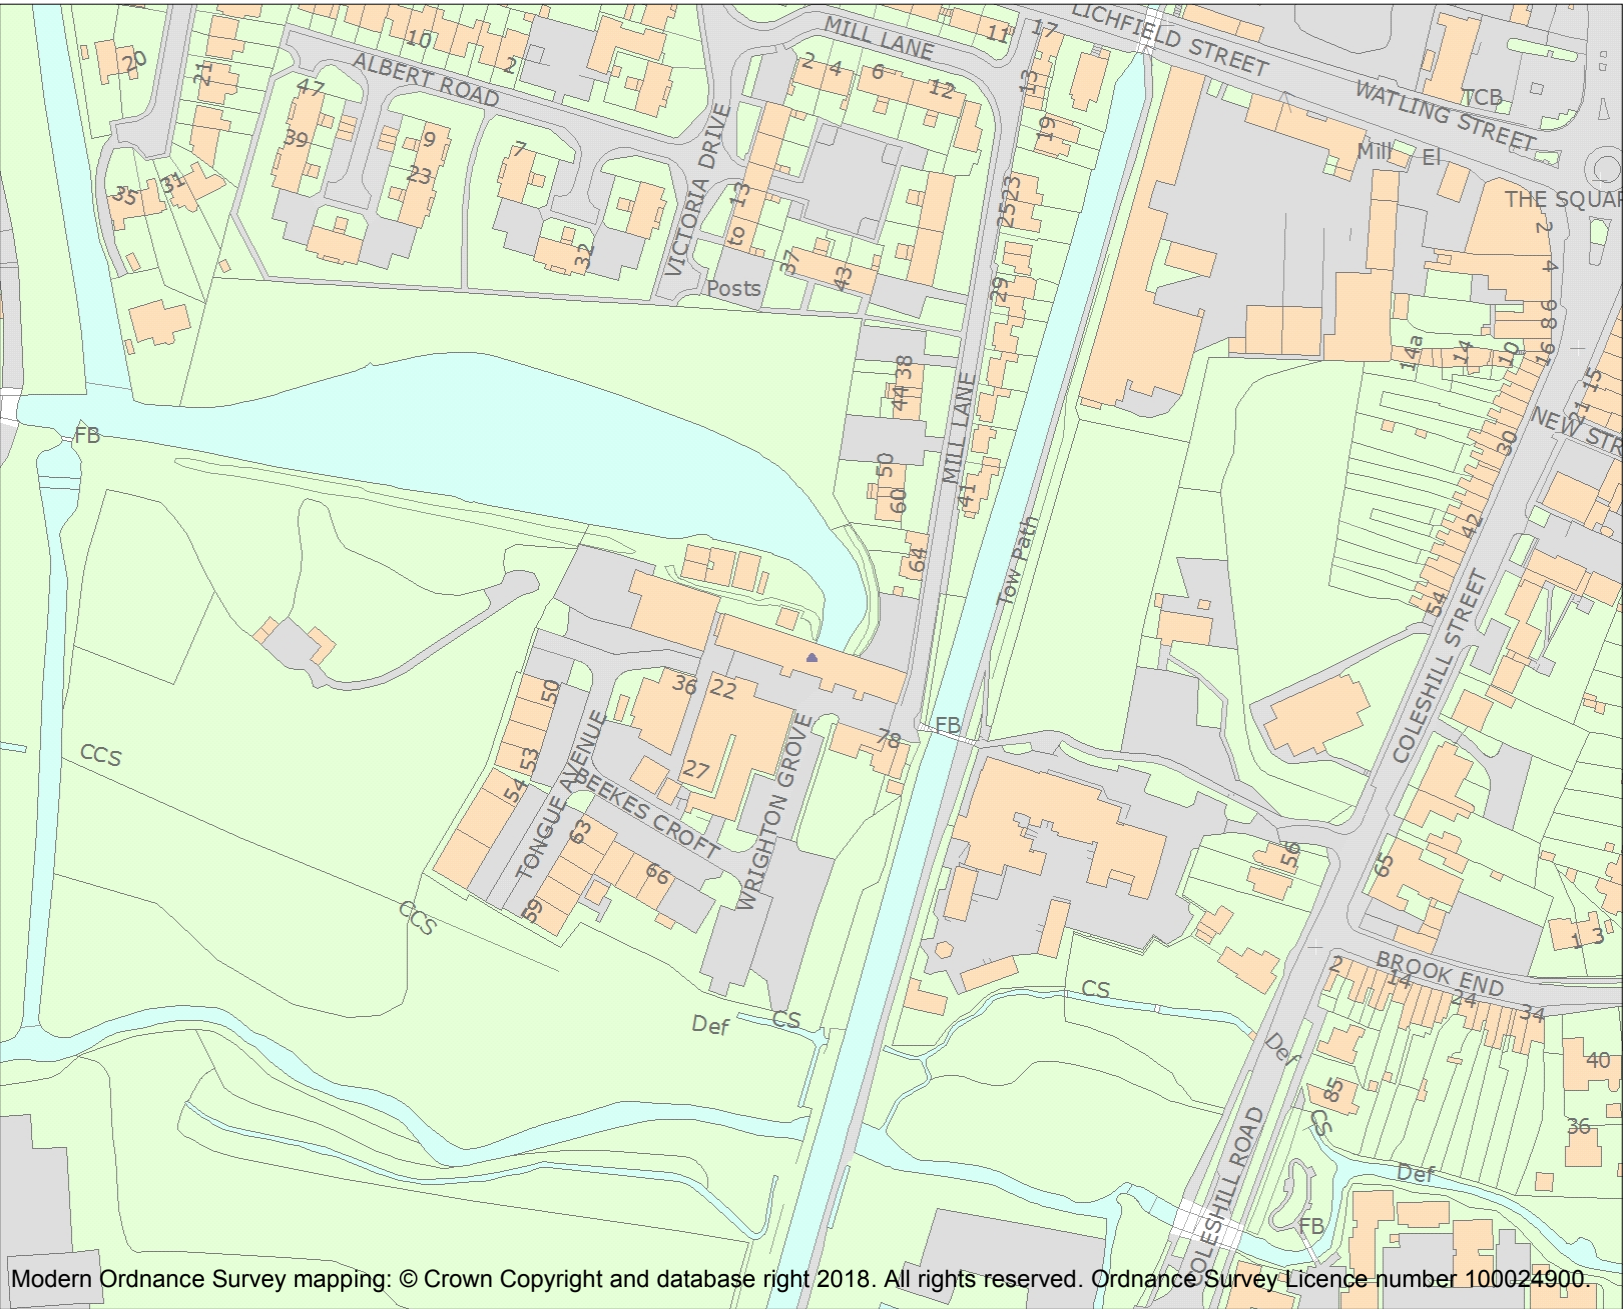 LICHFIELD STREET
WATLING STREET
TCB
Mill
El
THE SQUAR
MILL LANE
11
17
13
19
2523
29
2
4
6
12
20
21
10
2
ALBERT ROAD
47
39
9
23
7
32
35
31
VICTORIA DRIVE
to 13
37
43
Posts
2
4
6
8
16
14a
14
10
15
21
NEW STR
30
42
54
38
44
50
60
64
MILL LANE
41
Tow Path
FB
COLESHILL STREET
36
22
50
53
54
27
78
FB
TONGUE AVENUE
BEEKES CROFT
WRIGHTON GROVE
63
66
59
CCS
CCS
56
65
1
3
BROOK END
2
14
24
34
40
36
85
CS
Def
CS
Def
CS
Def
FB
COLESHILL ROAD
COLESHILL ROAD
Modern Ordnance Survey mapping: © Crown Copyright and database right 2018. All rights reserved. Ordnance Survey Licence number 100024900.